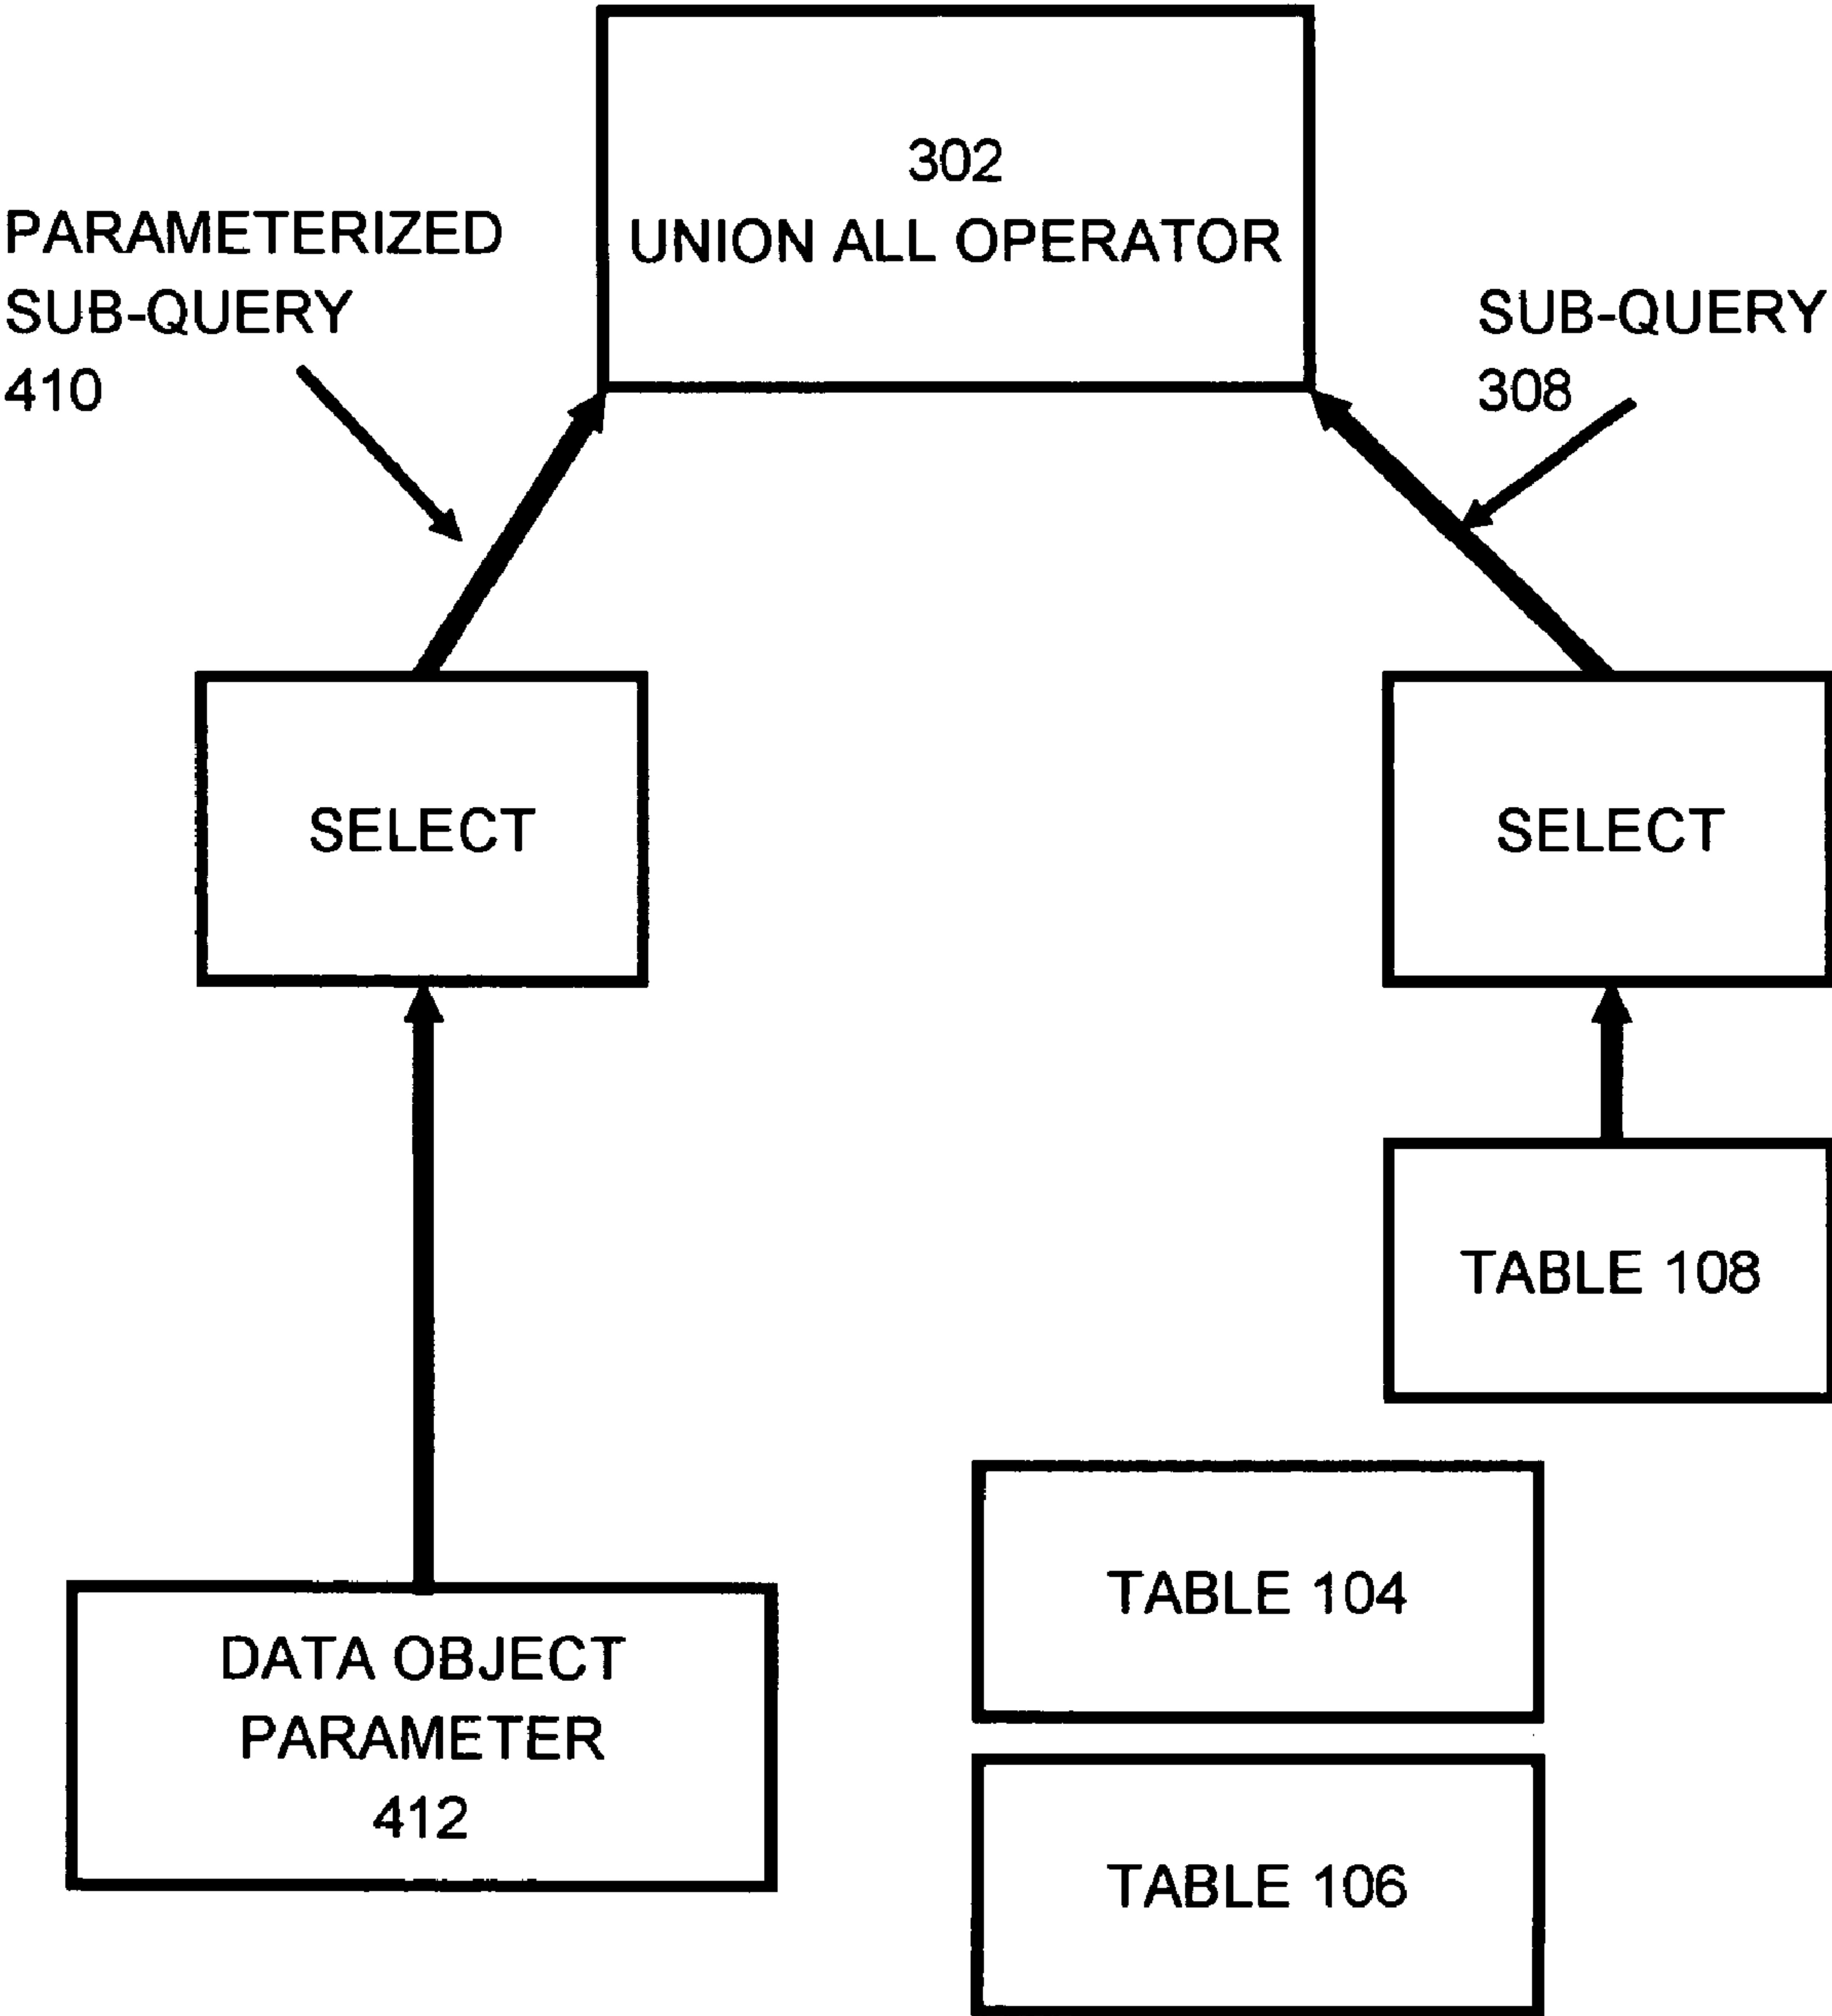 302
UNION ALL OPERATOR
PARAMETERIZED
SUB-QUERY
410
SUB-QUERY
308
SELECT
SELECT
TABLE 108
TABLE 104
DATA OBJECT
PARAMETER
412
TABLE 106